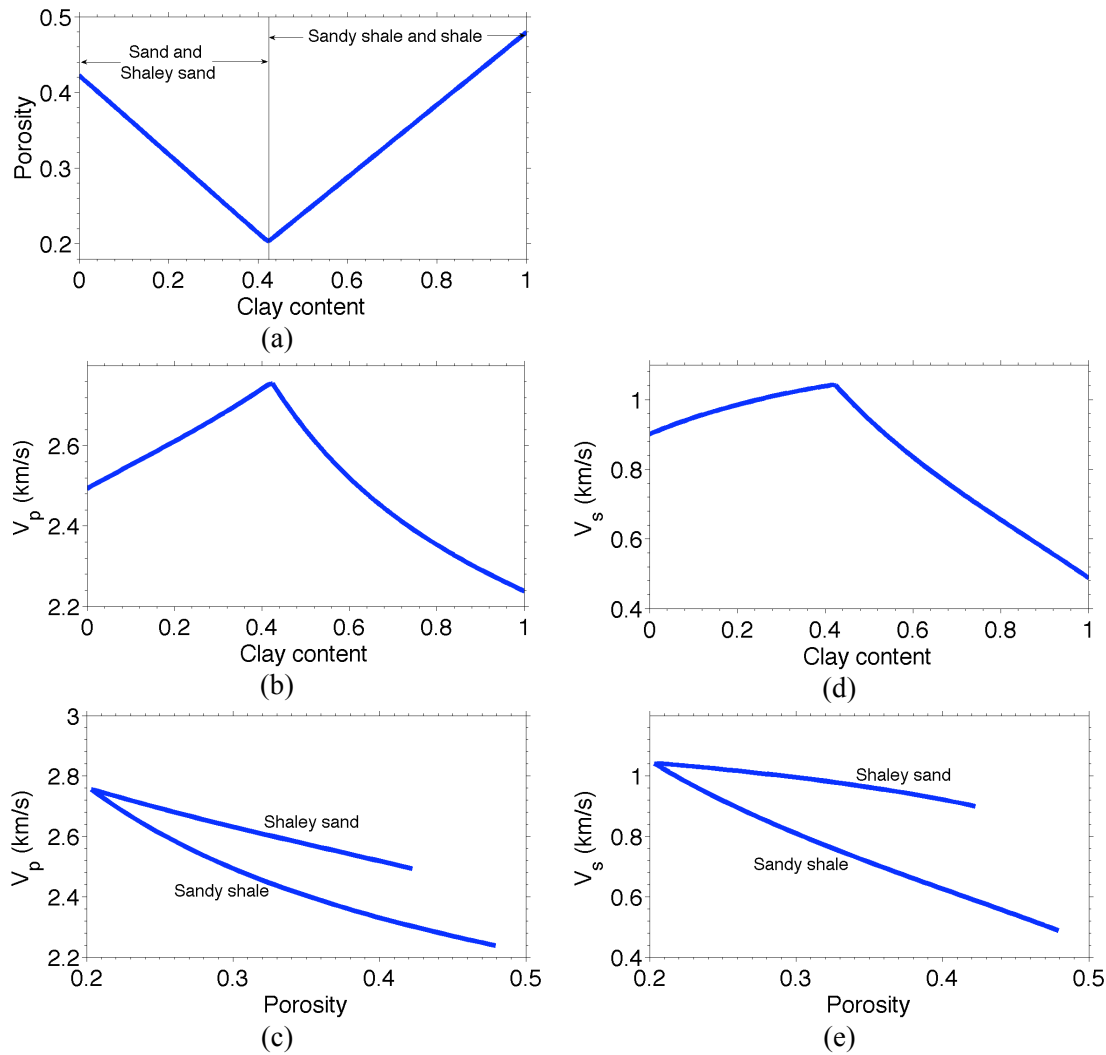 0.5
Sand and
Shaley sand
Sandy shale and shale
0.4
0.3
0.2
Porosity
0 0.2 0.4 0.6 0.8 1
Clay content
(a)
2.6
2.4
2.2
V_p (km/s)
0 0.2 0.4 0.6 0.8 1
Clay content
(b)
1
0.8
0.6
0.4
V_s (km/s)
0 0.2 0.4 0.6 0.8 1
Clay content
(d)
3
2.8
2.6
2.4
2.2
V_p (km/s)
Shaley sand
Sandy shale
0.2 0.3 0.4 0.5
Porosity
(c)
1
0.8
0.6
0.4
V_s (km/s)
Shaley sand
Sandy shale
0.2 0.3 0.4 0.5
Porosity
(e)